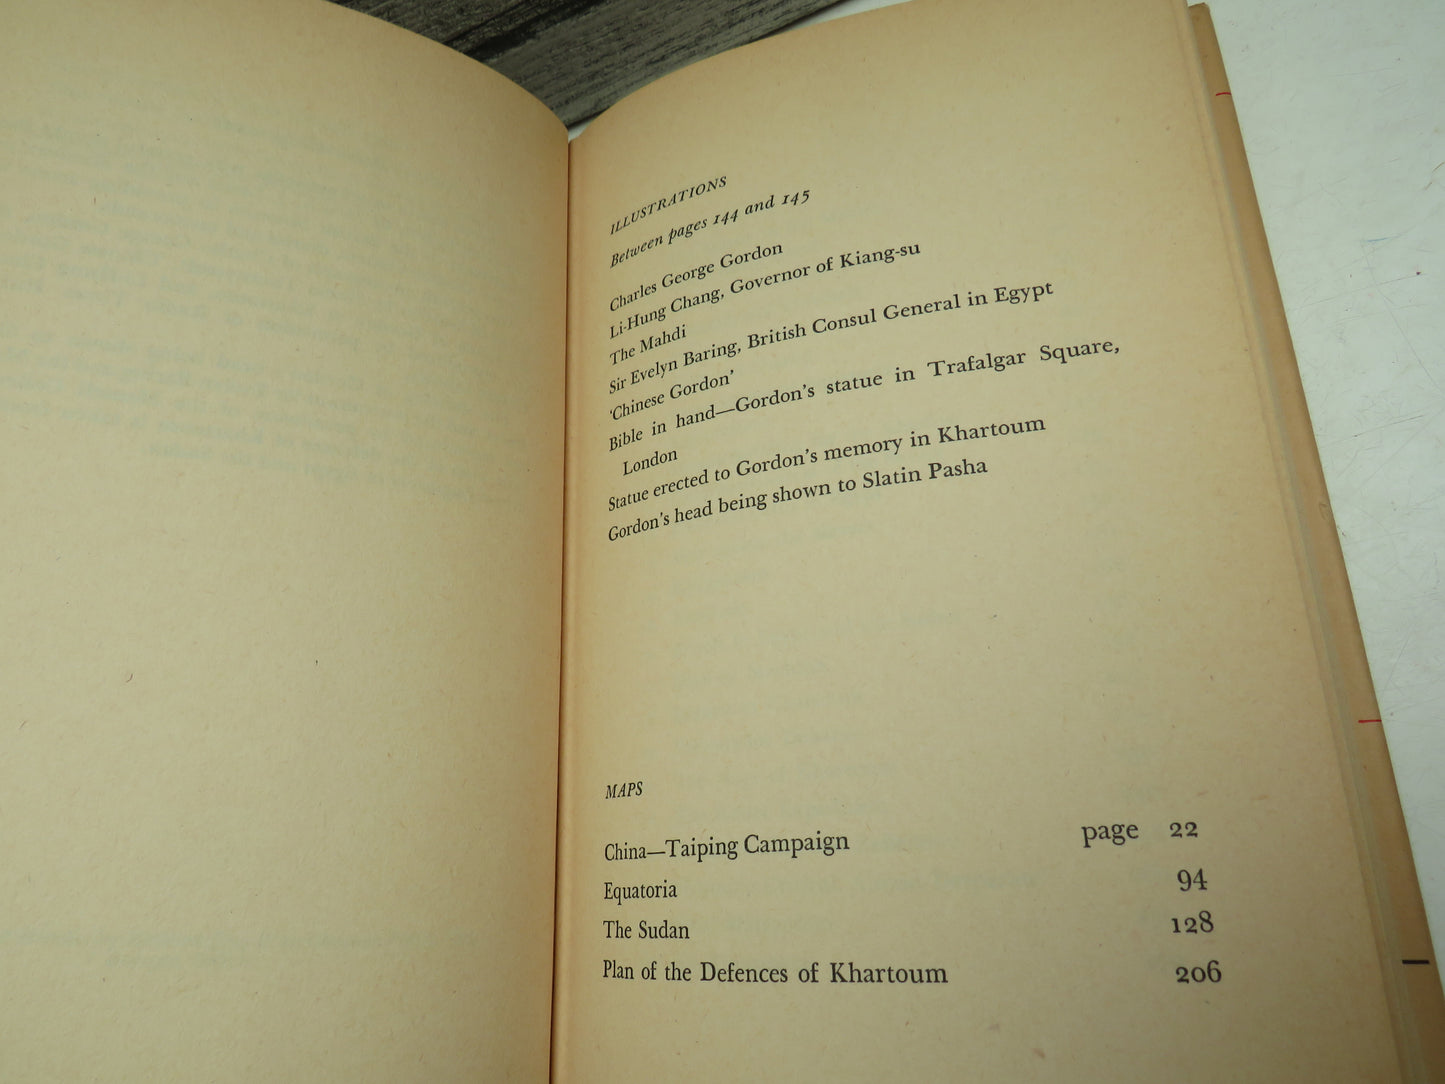 ILLUSTRATIONS
Between pages 144 and 145
Charles George Gordon
Li-Hung Chang, Governor of Kiang-su
The Mahdi
Sir Evelyn Baring, British Consul General in Egypt
'Chinese Gordon'
Bible in hand—Gordon's statue in Trafalgar Square,
London
Statue erected to Gordon's memory in Khartoum
Gordon's head being shown to Slatin Pasha
MAPS
China—Taiping Campaign page 22
Equatoria 94
The Sudan 128
Plan of the Defences of Khartoum 206